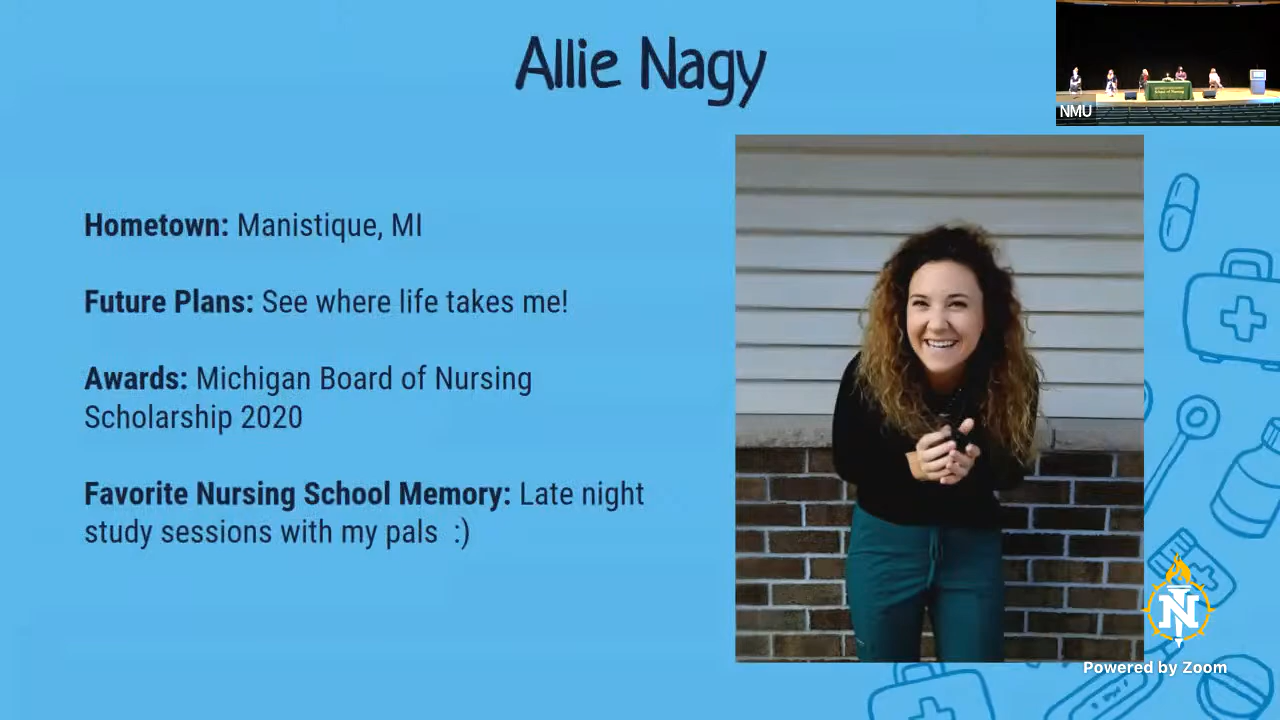 Allie Nagy
NMU
Hometown: Manistique, MI
Future Plans: See where life takes me!
Awards: Michigan Board of Nursing
Scholarship 2020
Favorite Nursing School Memory: Late night
study sessions with my pals :)
N
Powered by Zoom